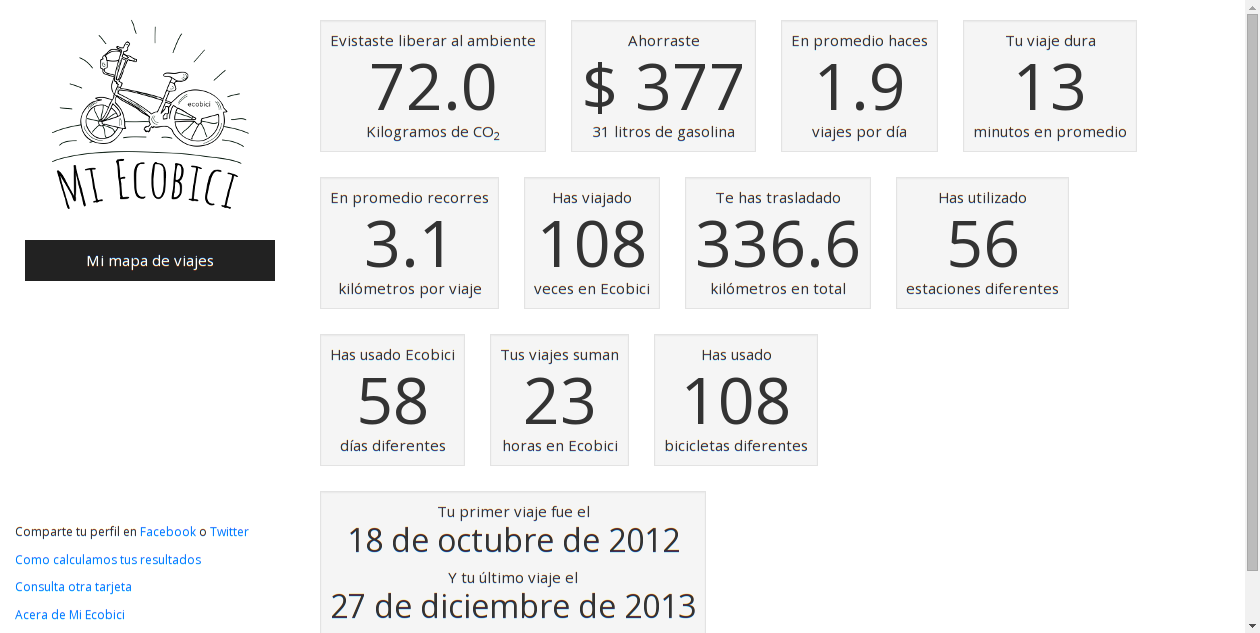 ecobici
MI ECOBICI
Mi mapa de viajes
Evistaste liberar al ambiente
72.0
Kilogramos de CO₂
Ahorraste
$ 377
31 litros de gasolina
En promedio haces
1.9
viajes por día
Tu viaje dura
13
minutos en promedio
En promedio recorres
3.1
kilómetros por viaje
Has viajado
108
veces en Ecobici
Te has trasladado
336.6
kilómetros en total
Has utilizado
56
estaciones diferentes
Has usado Ecobici
58
días diferentes
Tus viajes suman
23
horas en Ecobici
Has usado
108
bicicletas diferentes
Tu primer viaje fue el
18 de octubre de 2012
Y tu último viaje el
27 de diciembre de 2013
Comparte tu perfil en Facebook o Twitter
Como calculamos tus resultados
Consulta otra tarjeta
Acera de Mi Ecobici